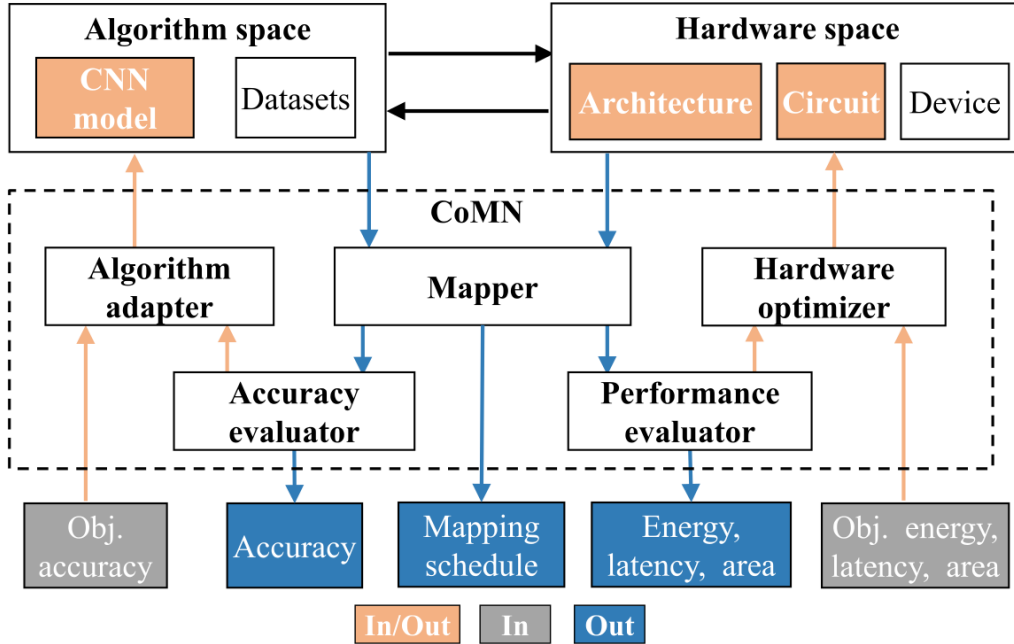 Algorithm space
Hardware space
CNN
model
Datasets
Architecture
Circuit
Device
CoMN
Algorithm
adapter
Mapper
Hardware
optimizer
Accuracy
evaluator
Performance
evaluator
Obj.
accuracy
Accuracy
Mapping
schedule
Energy,
latency, area
Obj. energy,
latency, area
In/Out
In
Out